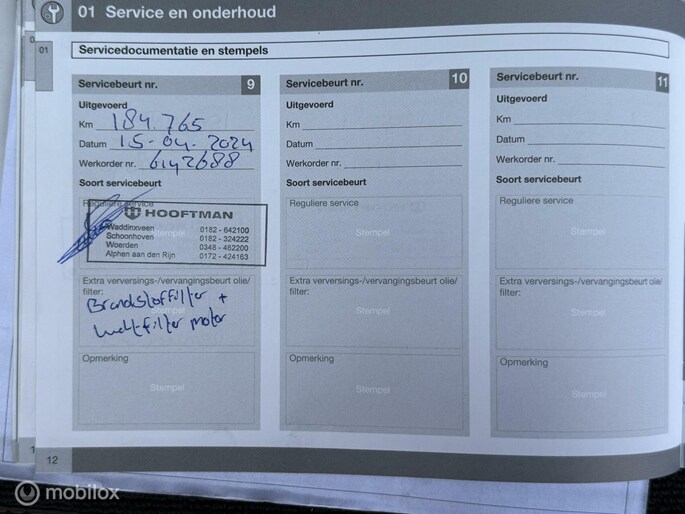 01 Service en onderhoud
01
Servicedocumentatie en stempels
Servicebeurt nr. 9
Uitgevoerd
Km 184.765
Datum 15-04-2024
Werkorder nr. 6142688
Soort servicebeurt
Reguliere service
HOOFTMAN
Waddinxveen 0182 - 642100
Schoonhoven 0182 - 324222
Woerden 0348 - 482200
Alphen aan den Rijn 0172 - 424163
Stempel
Extra verversings-/vervangingsbeurt olie/
filter:
Brandstoffilter +
luchtfilter motor
Stempel
Opmerking
Stempel
Servicebeurt nr. 10
Uitgevoerd
Km
Datum
Werkorder nr.
Soort servicebeurt
Reguliere service
Stempel
Extra verversings-/vervangingsbeurt olie/
filter:
Stempel
Opmerking
Stempel
Servicebeurt nr. 11
Uitgevoerd
Km
Datum
Werkorder nr.
Soort servicebeurt
Reguliere service
Stempel
Extra verversings-/vervangingsbeurt olie/
filter:
Stempel
Opmerking
Stempel
12
mobilox